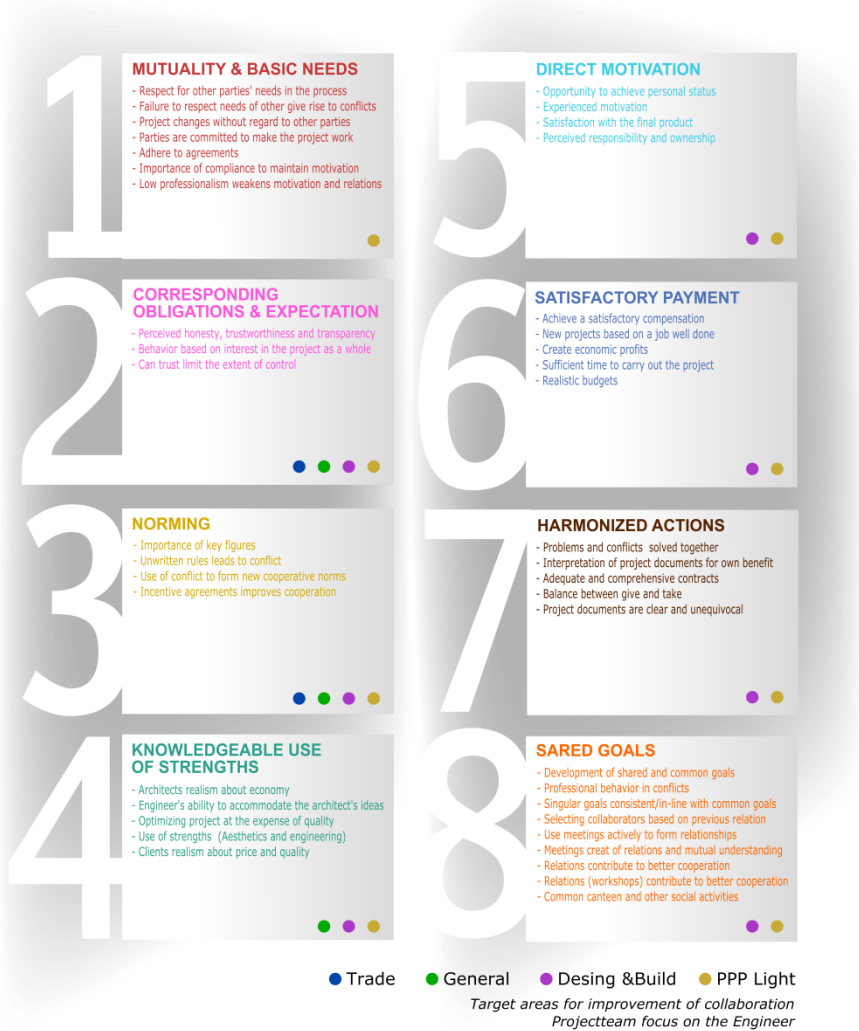 1
MUTUALITY & BASIC NEEDS
- Respect for other parties' needs in the process
- Failure to respect needs of other give rise to conflicts
- Project changes without regard to other parties
- Parties are committed to make the project work
- Adhere to agreements
- Importance of compliance to maintain motivation
- Low professionalism weakens motivation and relations
2
CORRESPONDING
OBLIGATIONS & EXPECTATION
- Perceived honesty, trustworthiness and transparency
- Behavior based on interest in the project as a whole
- Can trust limit the extent of control
3
NORMING
- Importance of key figures
- Unwritten rules leads to conflict
- Use of conflict to form new cooperative norms
- Incentive agreements improves cooperation
4
KNOWLEDGEABLE USE
OF STRENGTHS
- Architects realism about economy
- Engineer's ability to accommodate the architect's ideas
- Optimizing project at the expense of quality
- Use of strengths (Aesthetics and engineering)
- Clients realism about price and quality
5
DIRECT MOTIVATION
- Opportunity to achieve personal status
- Experienced motivation
- Satisfaction with the final product
- Perceived responsibility and ownership
6
SATISFACTORY PAYMENT
- Achieve a satisfactory compensation
- New projects based on a job well done
- Create economic profits
- Sufficient time to carry out the project
- Realistic budgets
7
HARMONIZED ACTIONS
- Problems and conflicts solved together
- Interpretation of project documents for own benefit
- Adequate and comprehensive contracts
- Balance between give and take
- Project documents are clear and unequivocal
8
SARED GOALS
- Development of shared and common goals
- Professional behavior in conflicts
- Singular goals consistent/in-line with common goals
- Selecting collaborators based on previous relation
- Use meetings actively to form relationships
- Meetings creat of relations and mutual understanding
- Relations contribute to better cooperation
- Relations (workshops) contribute to better cooperation
- Common canteen and other social activities
Trade General Desing &Build PPP Light
Target areas for improvement of collaboration
Projectteam focus on the Engineer